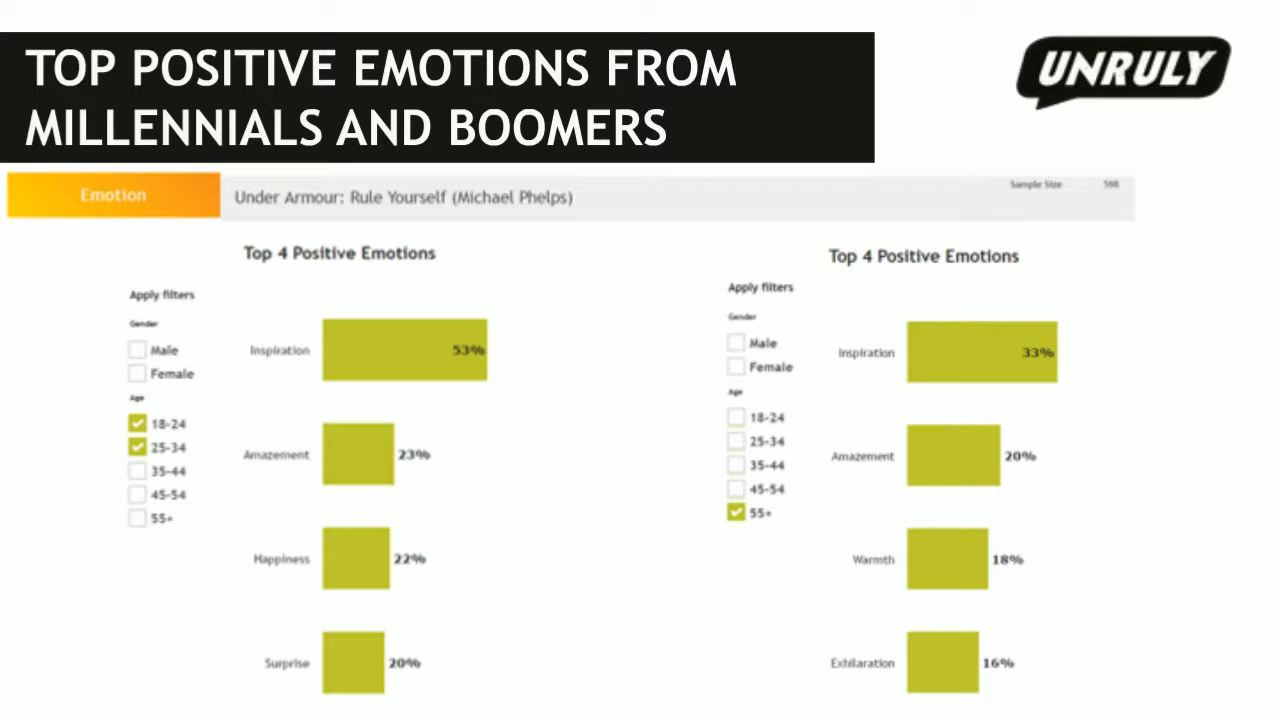 TOP POSITIVE EMOTIONS FROM
MILLENNIALS AND BOOMERS
UNRULY
Emotion
Under Armour: Rule Yourself (Michael Phelps)
Sample Size 598
Top 4 Positive Emotions
Apply filters
Gender
Male
Female
Age
18-24
25-34
35-44
45-54
55+
Inspiration 53%
Amazement 23%
Happiness 22%
Surprise 20%
Top 4 Positive Emotions
Apply filters
Gender
Male
Female
Age
18-24
25-34
35-44
45-54
55+
Inspiration 33%
Amazement 20%
Warmth 18%
Exhilaration 16%